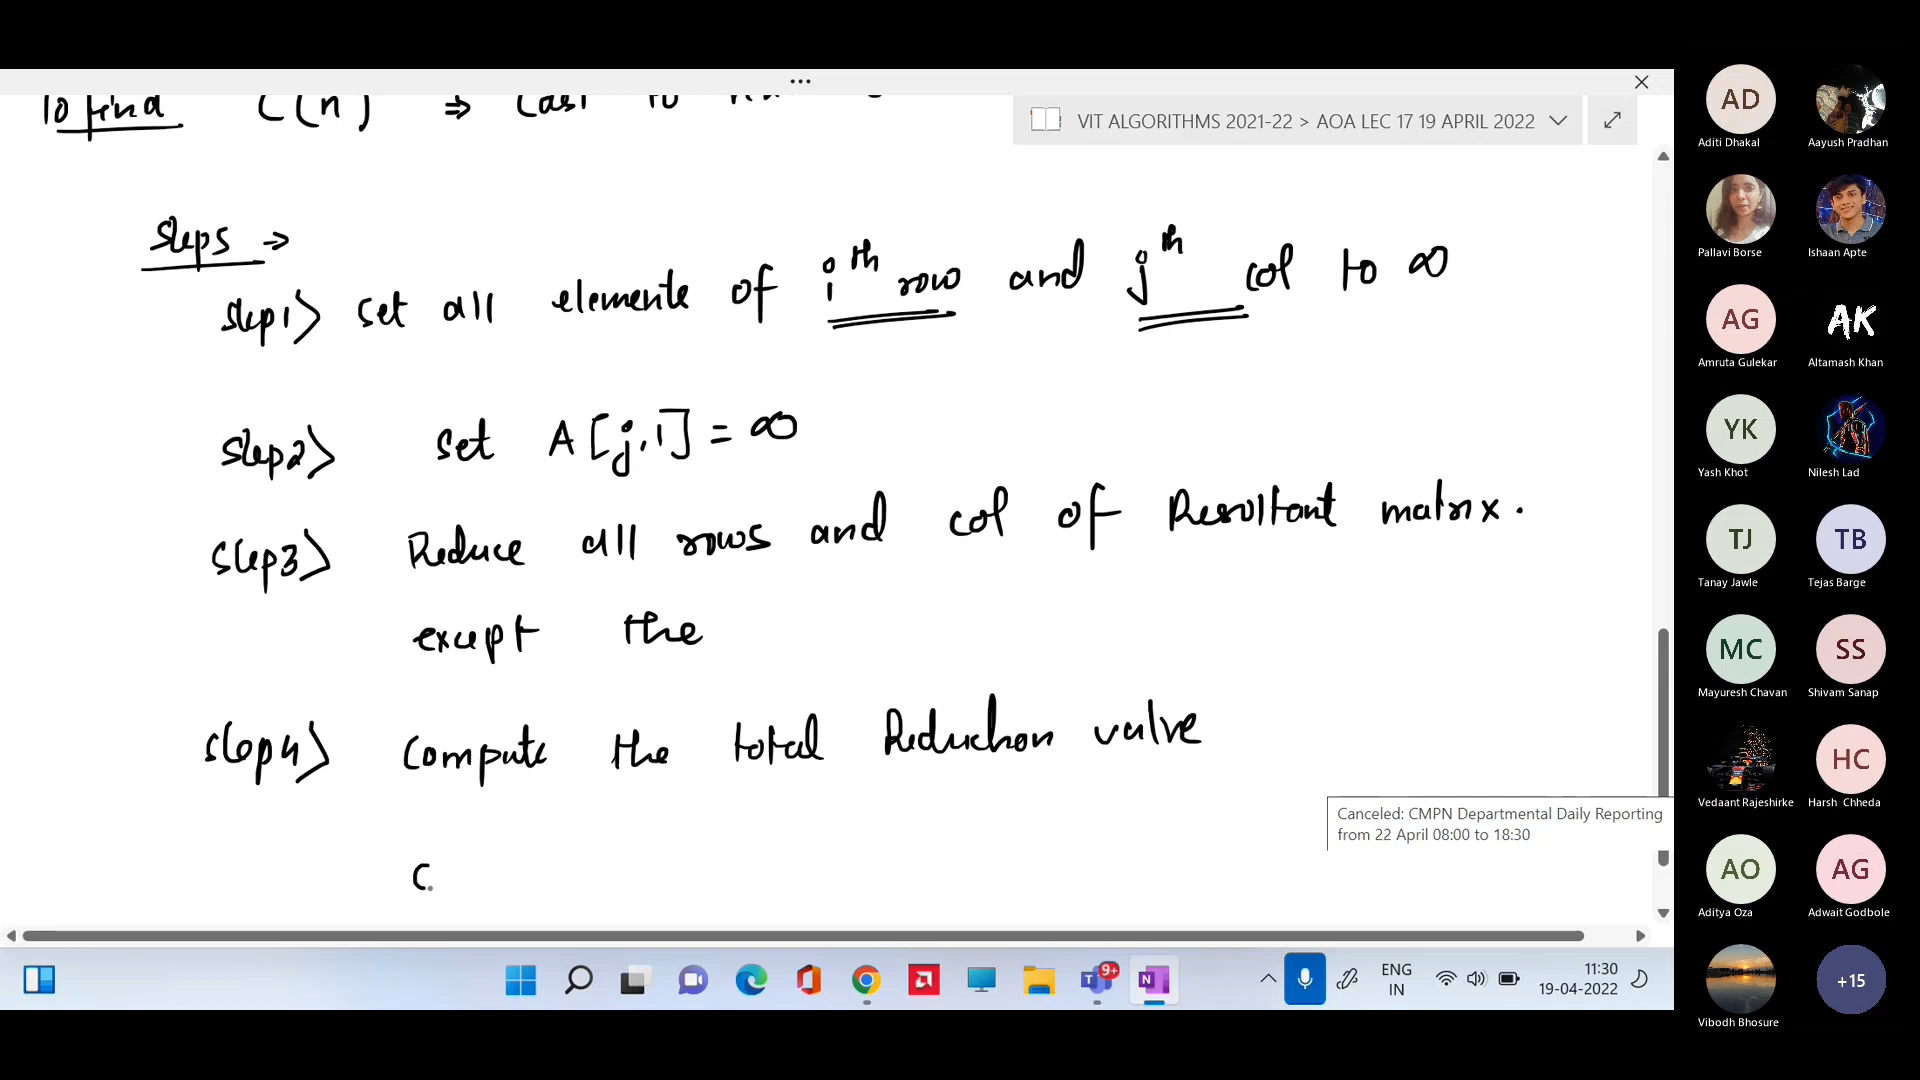 To find C(n) ⇒
VIT ALGORITHMS 2021-22 > AOA LEC 17 19 APRIL 2022
steps →
step1> set all elements of i th row and j th col to ∞
step2> set A[j,i] = ∞
step3> Reduce all rows and col of Resultant matrix.
except the
step4> compute the total Reduction value
C
Canceled: CMPN Departmental Daily Reporting
from 22 April 08:00 to 18:30
9+
N
ENG
IN
11:30
19-04-2022
AD
Aditi Dhakal
Aayush Pradhan
Pallavi Borse
Ishaan Apte
AG
Amruta Gulekar
AK
Altamash Khan
YK
Yash Khot
Nilesh Lad
TJ
Tanay Jawle
TB
Tejas Barge
MC
Mayuresh Chavan
SS
Shivam Sanap
Vedaant Rajeshirke
HC
Harsh Chheda
AO
Aditya Oza
AG
Adwait Godbole
Vibodh Bhosure
+15